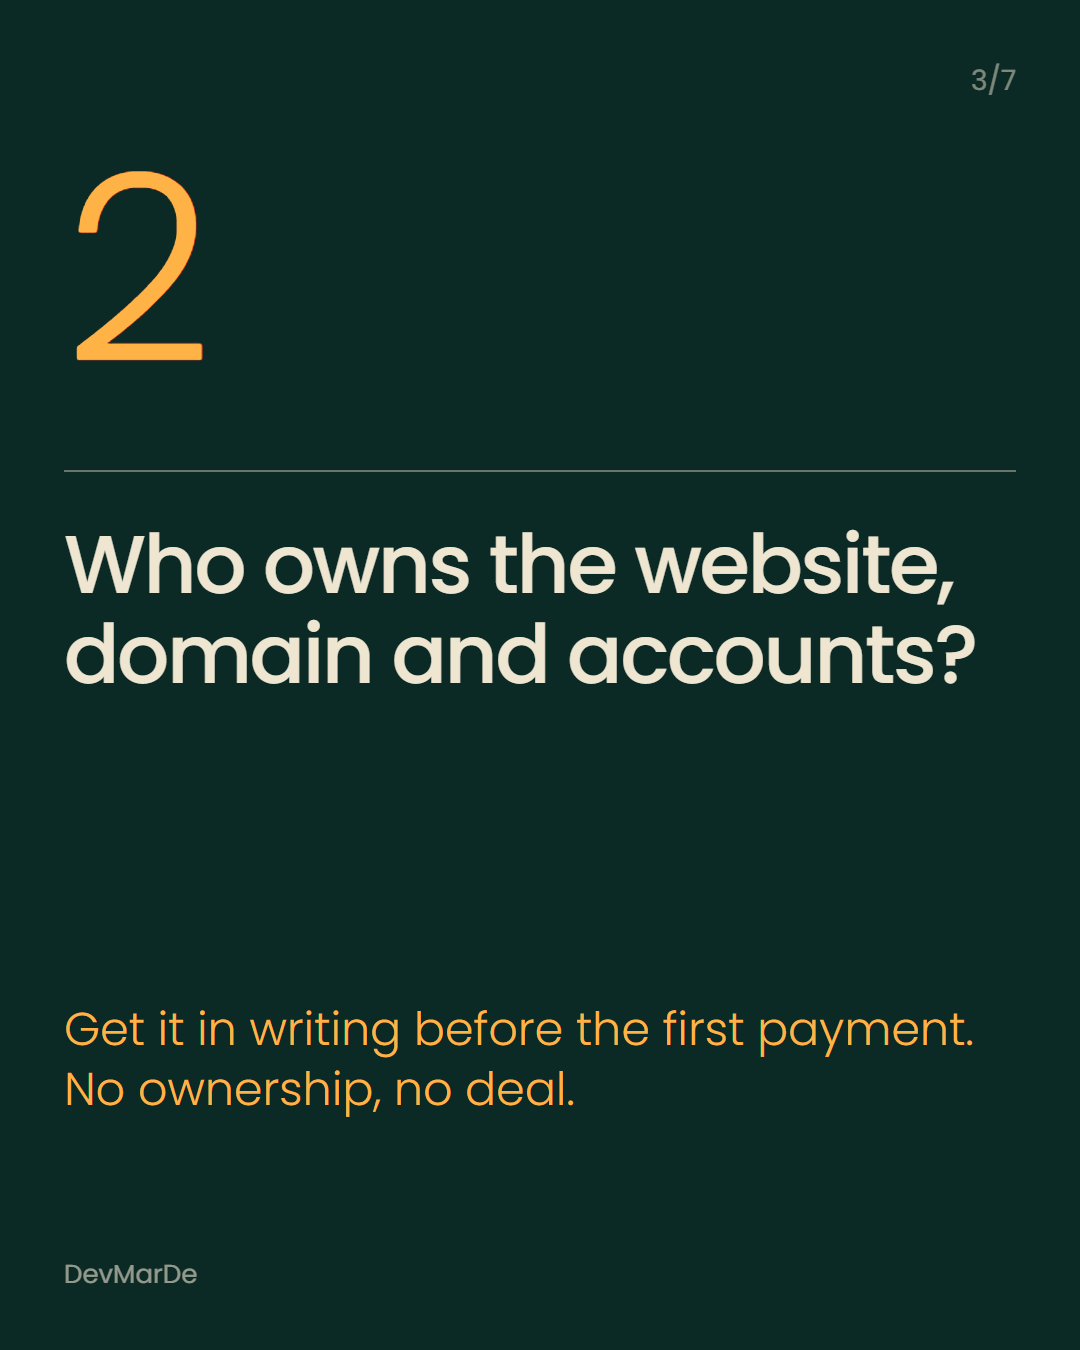 3/7
2
Who owns the website,
domain and accounts?
Get it in writing before the first payment.
No ownership, no deal.
DevMarDe